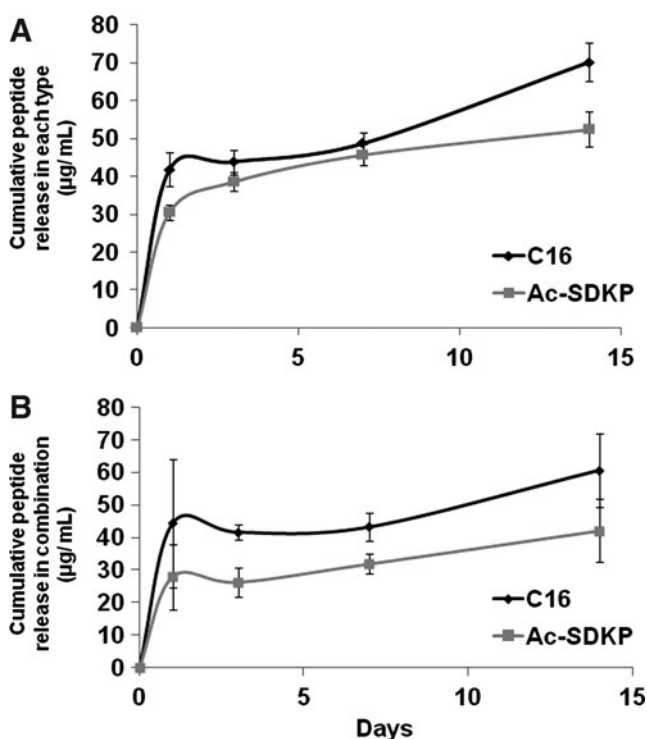 A
Cumulative peptide
release in each type
(µg/ mL)
80
70
60
50
40
30
20
10
0
C16
Ac-SDKP
0 5 10 15
B
Cumulative peptide
release in combination
(µg/mL)
80
70
60
50
40
30
20
10
0
C16
Ac-SDKP
0 5 10 15
Days